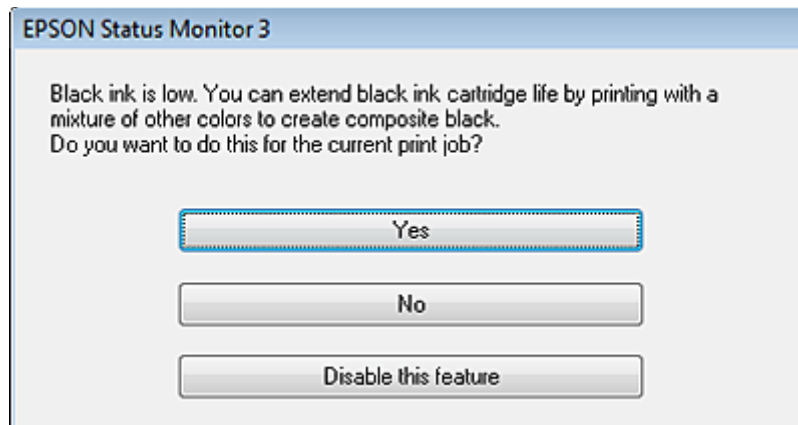 EPSON Status Monitor 3
Black ink is low. You can extend black ink cartridge life by printing with a
mixture of other colors to create composite black.
Do you want to do this for the current print job?
Yes
No
Disable this feature